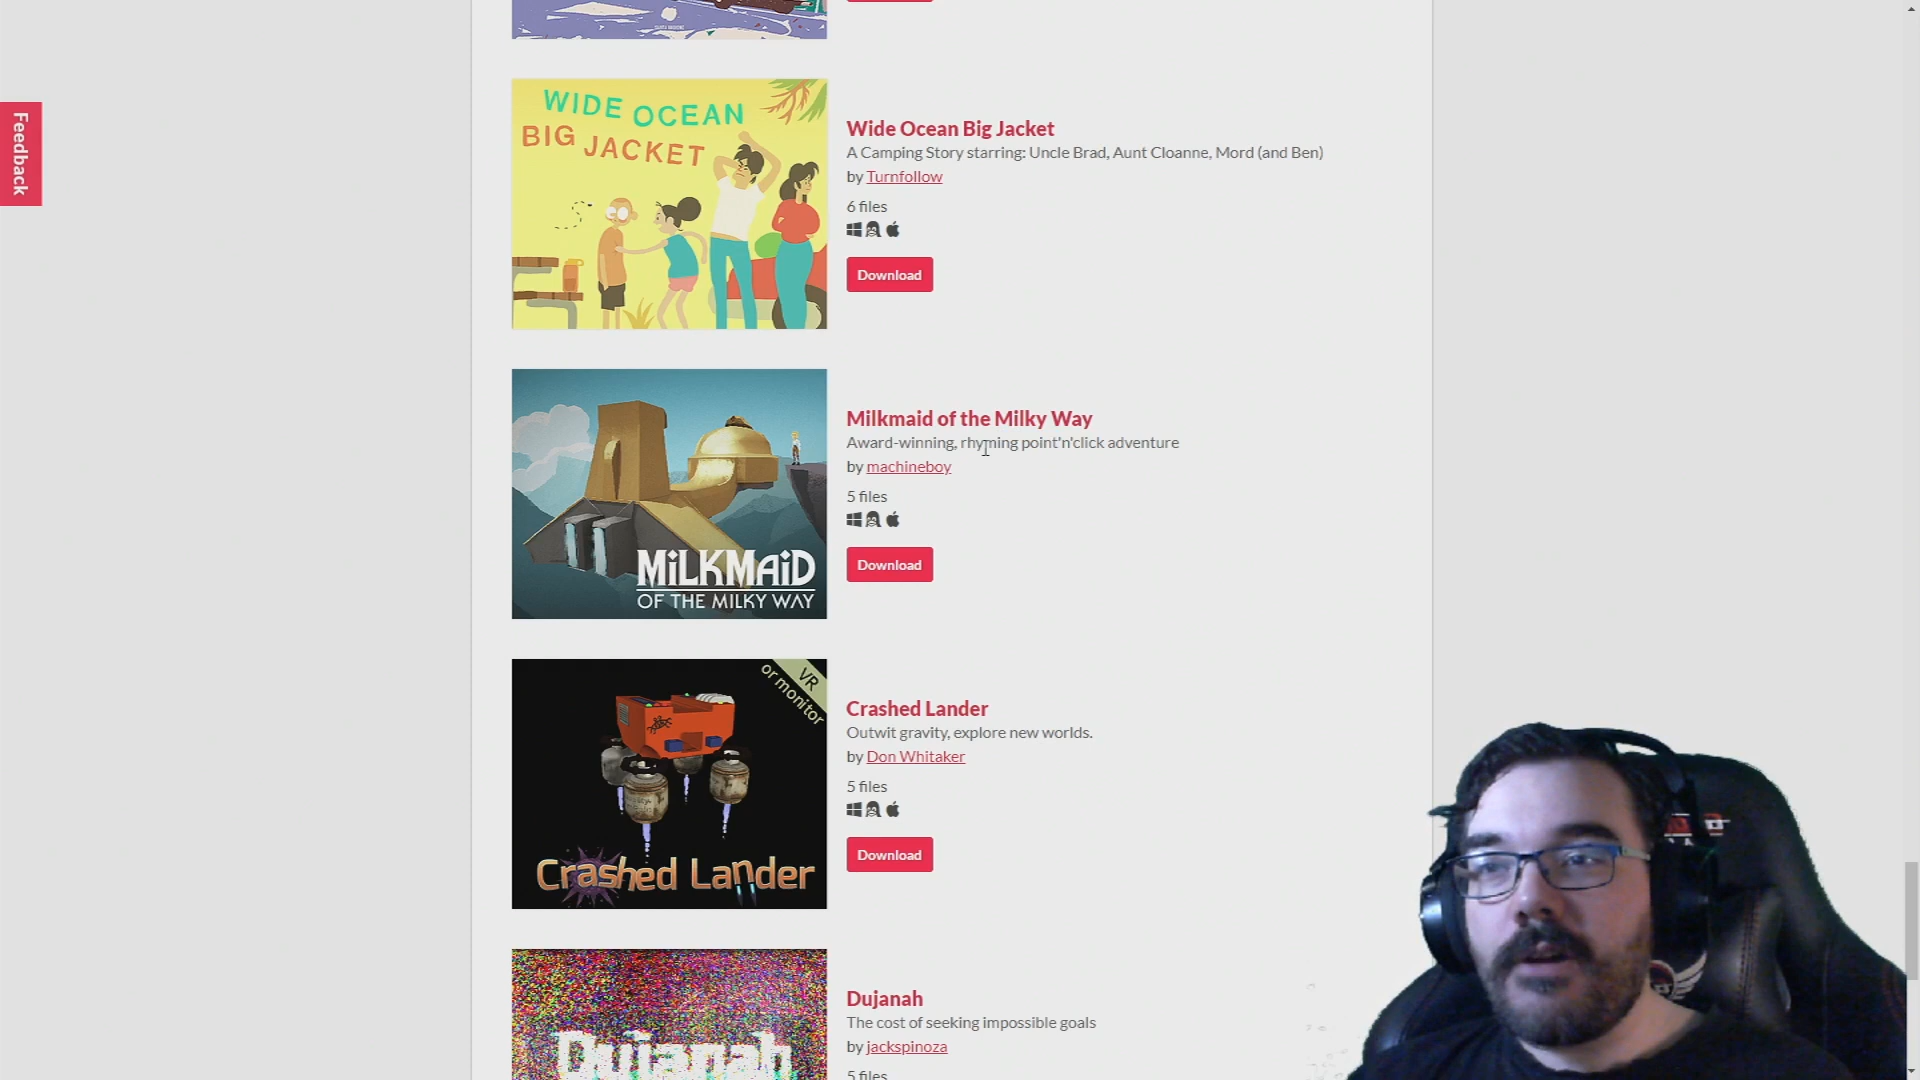 Feedback
WIDE OCEAN
BIG JACKET
Wide Ocean Big Jacket
A Camping Story starring: Uncle Brad, Aunt Cloanne, Mord (and Ben)
by Turnfollow
6 files
Download
MiLKMAiD
OF THE MILKY WAY
Milkmaid of the Milky Way
Award-winning, rhyming point'n'click adventure
by machineboy
5 files
Download
VR
or monitor
Crashed Lander
Crashed Lander
Outwit gravity, explore new worlds.
by Don Whitaker
5 files
Download
Dujanah
Dujanah
The cost of seeking impossible goals
by jackspinoza
5 files